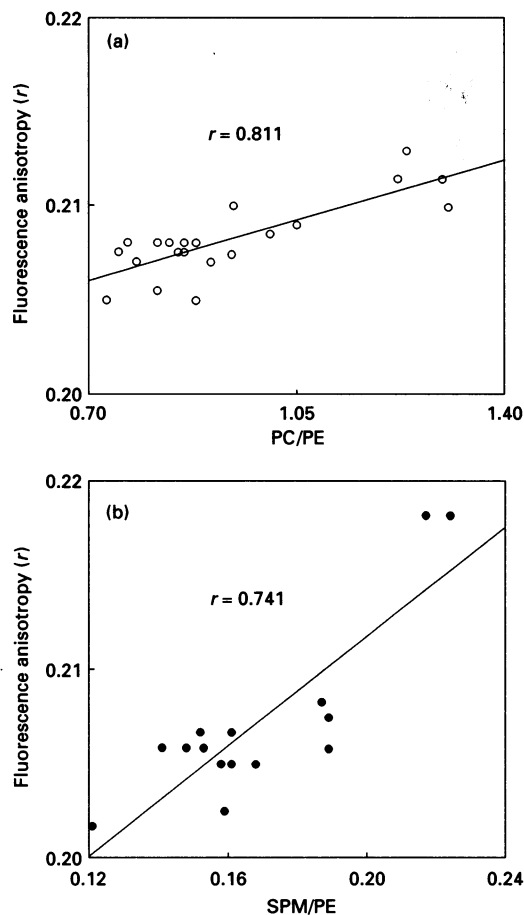 0.22
(a)
r = 0.811
0.21
0.20
0.70
1.05
1.40
PC/PE
Fluorescence anisotropy (r)
0.22
(b)
r = 0.741
0.21
0.20
0.12
0.16
0.20
0.24
SPM/PE
Fluorescence anisotropy (r)